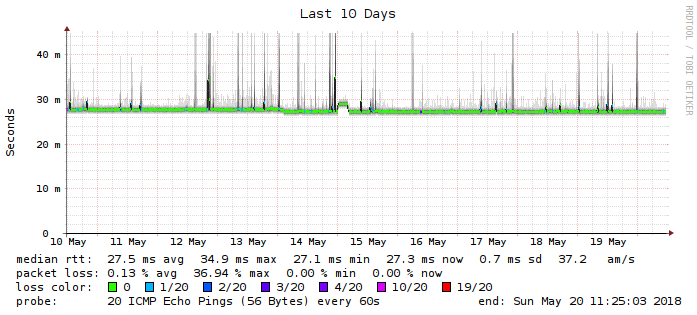 Last 10 Days
RRDTOOL / TOBI OETIKER
Seconds
40 m
30 m
20 m
10 m
0
10 May 11 May 12 May 13 May 14 May 15 May 16 May 17 May 18 May 19 May
median rtt: 27.5 ms avg 34.9 ms max 27.1 ms min 27.3 ms now 0.7 ms sd 37.2 am/s
packet loss: 0.13 % avg 36.94 % max 0.00 % min 0.00 % now
loss color: 0 1/20 2/20 3/20 4/20 10/20 19/20
probe: 20 ICMP Echo Pings (56 Bytes) every 60s end: Sun May 20 11:25:03 2018